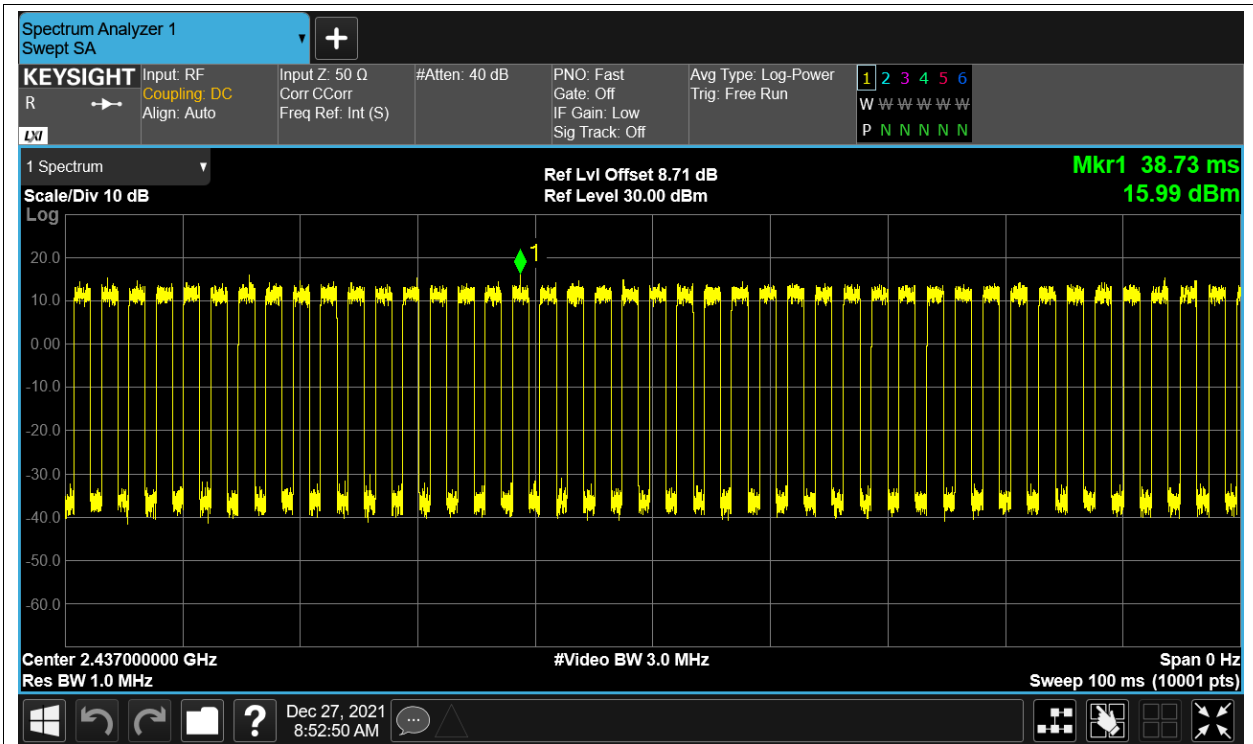 Spectrum Analyzer 1
Swept SA
KEYSIGHT
R
LXI
Input: RF
Coupling: DC
Align: Auto
Input Z: 50 Ω
Corr CCorr
Freq Ref: Int (S)
#Atten: 40 dB
PNO: Fast
Gate: Off
IF Gain: Low
Sig Track: Off
Avg Type: Log-Power
Trig: Free Run
1 2 3 4 5 6
W W W W W W
P N N N N N
1 Spectrum
Scale/Div 10 dB
Ref Lvl Offset 8.71 dB
Ref Level 30.00 dBm
Mkr1 38.73 ms
15.99 dBm
Log
1
20.0
10.0
0.00
-10.0
-20.0
-30.0
-40.0
-50.0
-60.0
Center 2.437000000 GHz
Res BW 1.0 MHz
#Video BW 3.0 MHz
Span 0 Hz
Sweep 100 ms (10001 pts)
?
Dec 27, 2021
8:52:50 AM